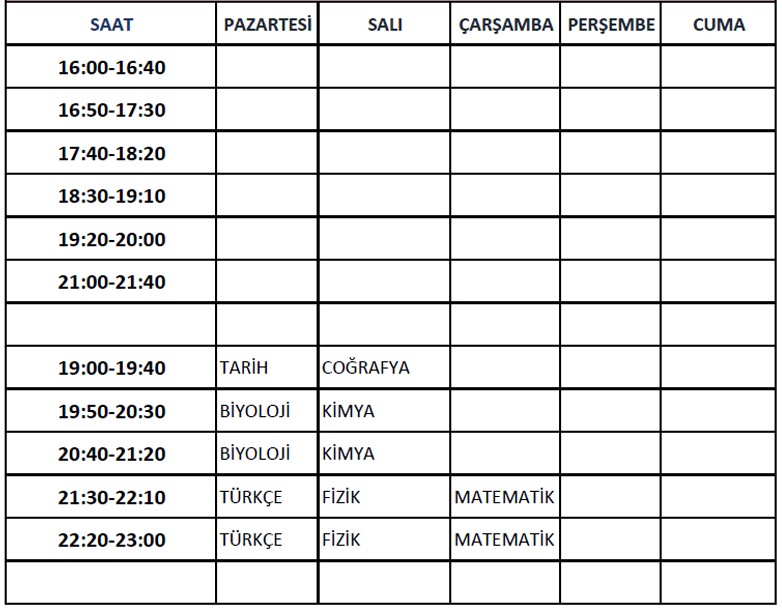 SAAT PAZARTESİ SALI ÇARŞAMBA PERŞEMBE CUMA
16:00-16:40
16:50-17:30
17:40-18:20
18:30-19:10
19:20-20:00
21:00-21:40
19:00-19:40 TARİH COĞRAFYA
19:50-20:30 BİYOLOJİ KİMYA
20:40-21:20 BİYOLOJİ KİMYA
21:30-22:10 TÜRKÇE FİZİK MATEMATİK
22:20-23:00 TÜRKÇE FİZİK MATEMATİK